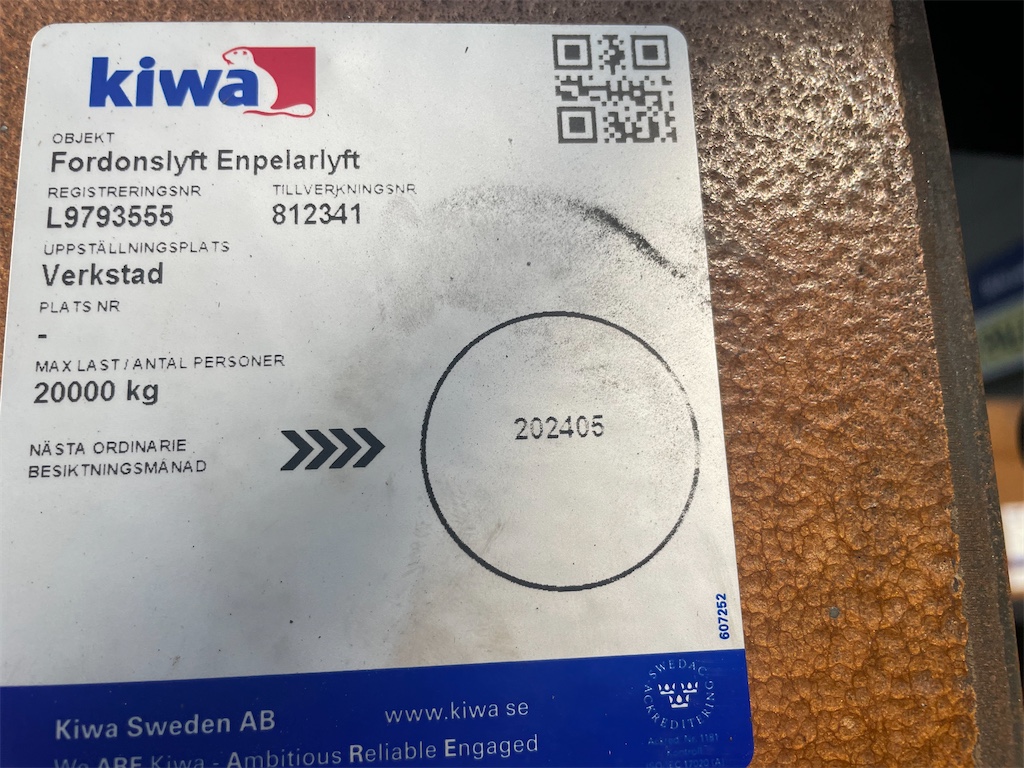 kiwa
OBJEKT
Fordonslyft Enpelarlyft
REGISTRERINGSNR TILLVERKNINGSNR
L9793555 812341
UPPSTÄLLNINGSPLATS
Verkstad
PLATS NR
-
MAX LAST/ANTAL PERSONER
20000 kg
NÄSTA ORDINARIE
BESIKTNINGSMÅNAD
202405
607252
SWEDAC ACKREDITERING
Kiwa Sweden AB www.kiwa se
We ARE Kiwa - Ambitious Reliable Engaged